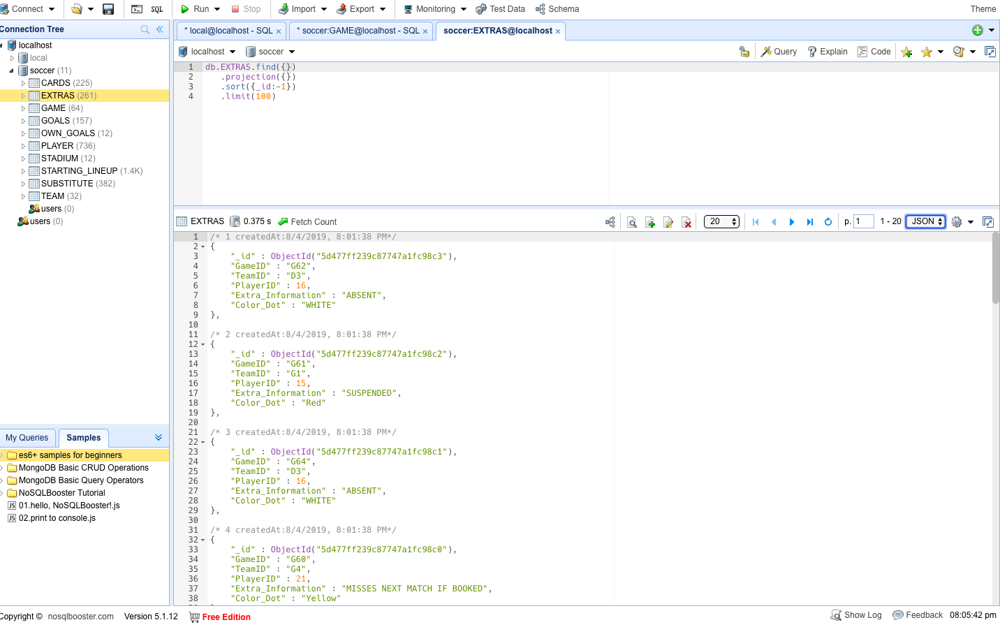 Connect Run Stop Import Export Monitoring Test Data Schema Theme
SQL
Connection Tree
localhost
local
soccer (11)
CARDS (225)
EXTRAS (261)
GAME (64)
GOALS (157)
OWN_GOALS (12)
PLAYER (736)
STADIUM (12)
STARTING_LINEUP (1.4K)
SUBSTITUTE (382)
TEAM (32)
users (0)
users (0)
My Queries Samples
es6+ samples for beginners
MongoDB Basic CRUD Operations
MongoDB Basic Query Operators
NoSQLBooster Tutorial
JS 01.hello, NoSQLBooster!.js
JS 02.print to console.js
* local@localhost - SQL × * soccer:GAME@localhost - SQL × soccer:EXTRAS@localhost ×
localhost soccer Query Explain Code
1 db.EXTRAS.find({})
2 .projection({})
3 .sort({_id:-1})
4 .limit(100)
EXTRAS 0.375 s Fetch Count 20 p. 1 1 - 20 JSON
1 /* 1 createdAt:8/4/2019, 8:01:38 PM*/
2 {
3 "_id" : ObjectId("5d477ff239c87747a1fc98c3"),
4 "GameID" : "G62",
5 "TeamID" : "D3",
6 "PlayerID" : 16,
7 "Extra_Information" : "ABSENT",
8 "Color_Dot" : "WHITE"
9 },
10
11 /* 2 createdAt:8/4/2019, 8:01:38 PM*/
12 {
13 "_id" : ObjectId("5d477ff239c87747a1fc98c2"),
14 "GameID" : "G61",
15 "TeamID" : "G1",
16 "PlayerID" : 15,
17 "Extra_Information" : "SUSPENDED",
18 "Color_Dot" : "Red"
19 },
20
21 /* 3 createdAt:8/4/2019, 8:01:38 PM*/
22 {
23 "_id" : ObjectId("5d477ff239c87747a1fc98c1"),
24 "GameID" : "G64",
25 "TeamID" : "D3",
26 "PlayerID" : 16,
27 "Extra_Information" : "ABSENT",
28 "Color_Dot" : "WHITE"
29 },
30
31 /* 4 createdAt:8/4/2019, 8:01:38 PM*/
32 {
33 "_id" : ObjectId("5d477ff239c87747a1fc98c0"),
34 "GameID" : "G60",
35 "TeamID" : "G4",
36 "PlayerID" : 21,
37 "Extra_Information" : "MISSES NEXT MATCH IF BOOKED",
38 "Color_Dot" : "Yellow"
Copyright © nosqlbooster.com Version 5.1.12 Free Edition Show Log Feedback 08:05:42 pm